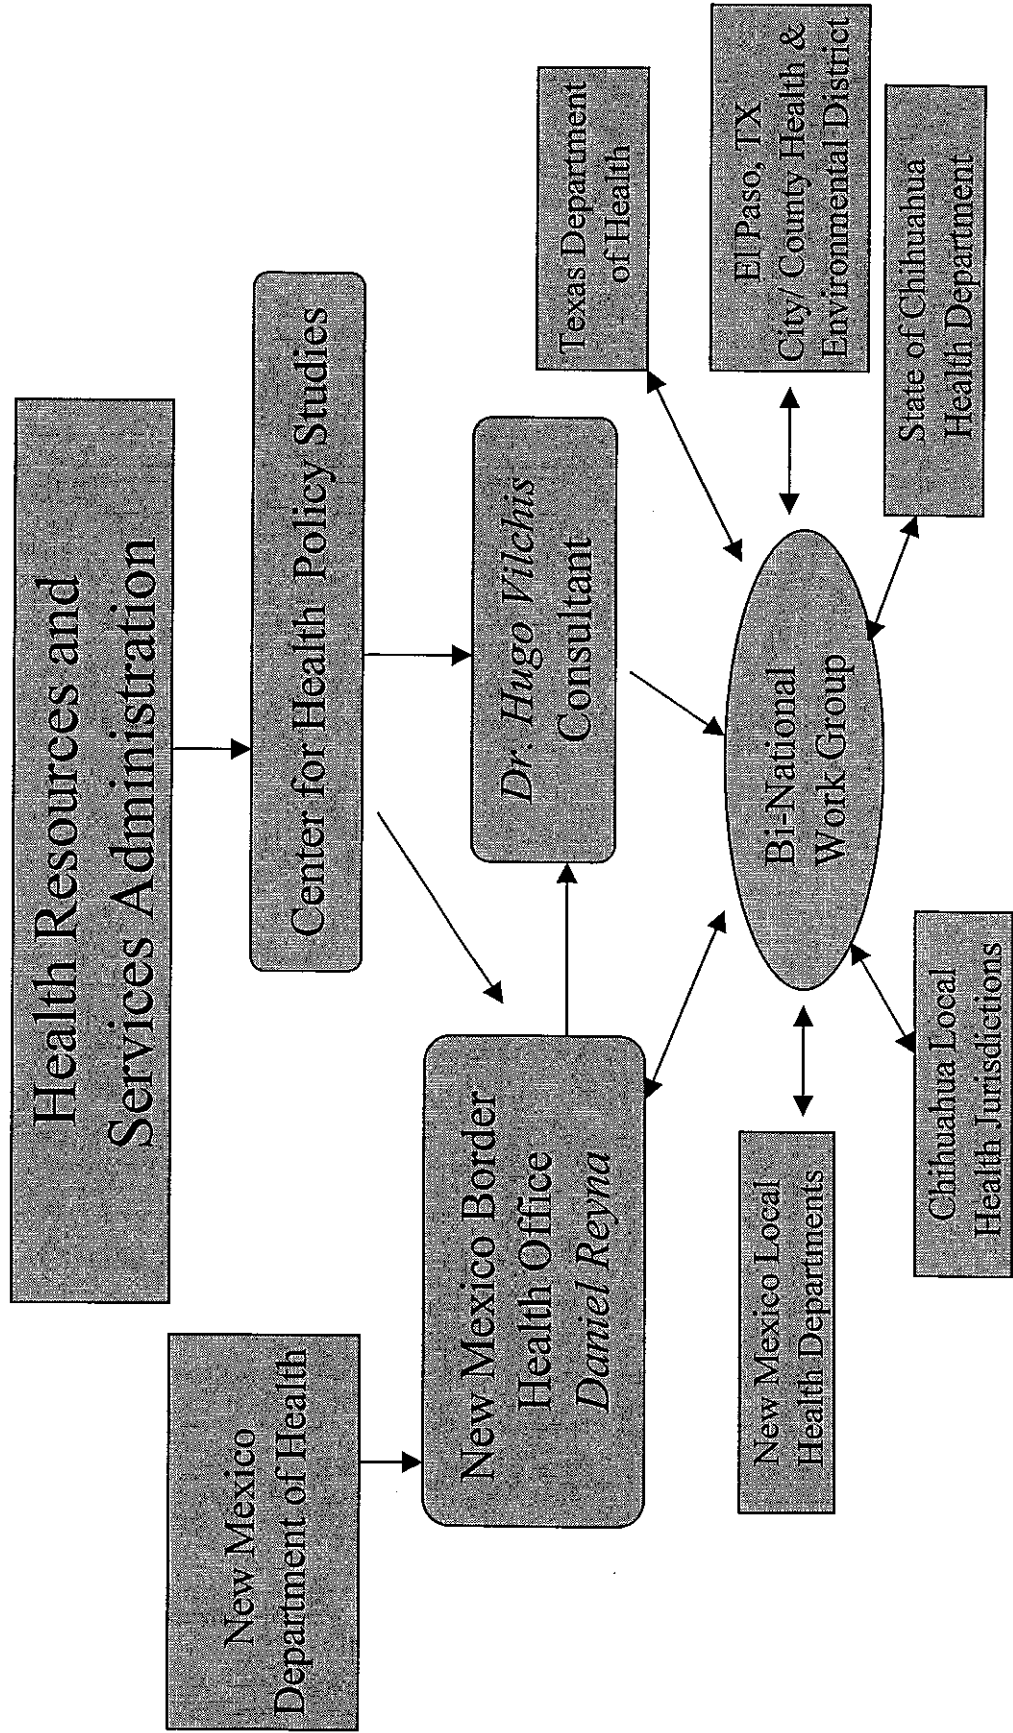 Health Resources and
Services Administration
New Mexico
Department of Health
Center for Health Policy Studies
New Mexico Border
Health Office
Daniel Reyna
Dr. Hugo Vilchis
Consultant
Texas Department
of Health
New Mexico Local
Health Departments
Bi-National
Work Group
El Paso, TX
City/ County Health &
Environmental District
Chihuahua Local
Health Jurisdictions
State of Chihuahua
Health Department